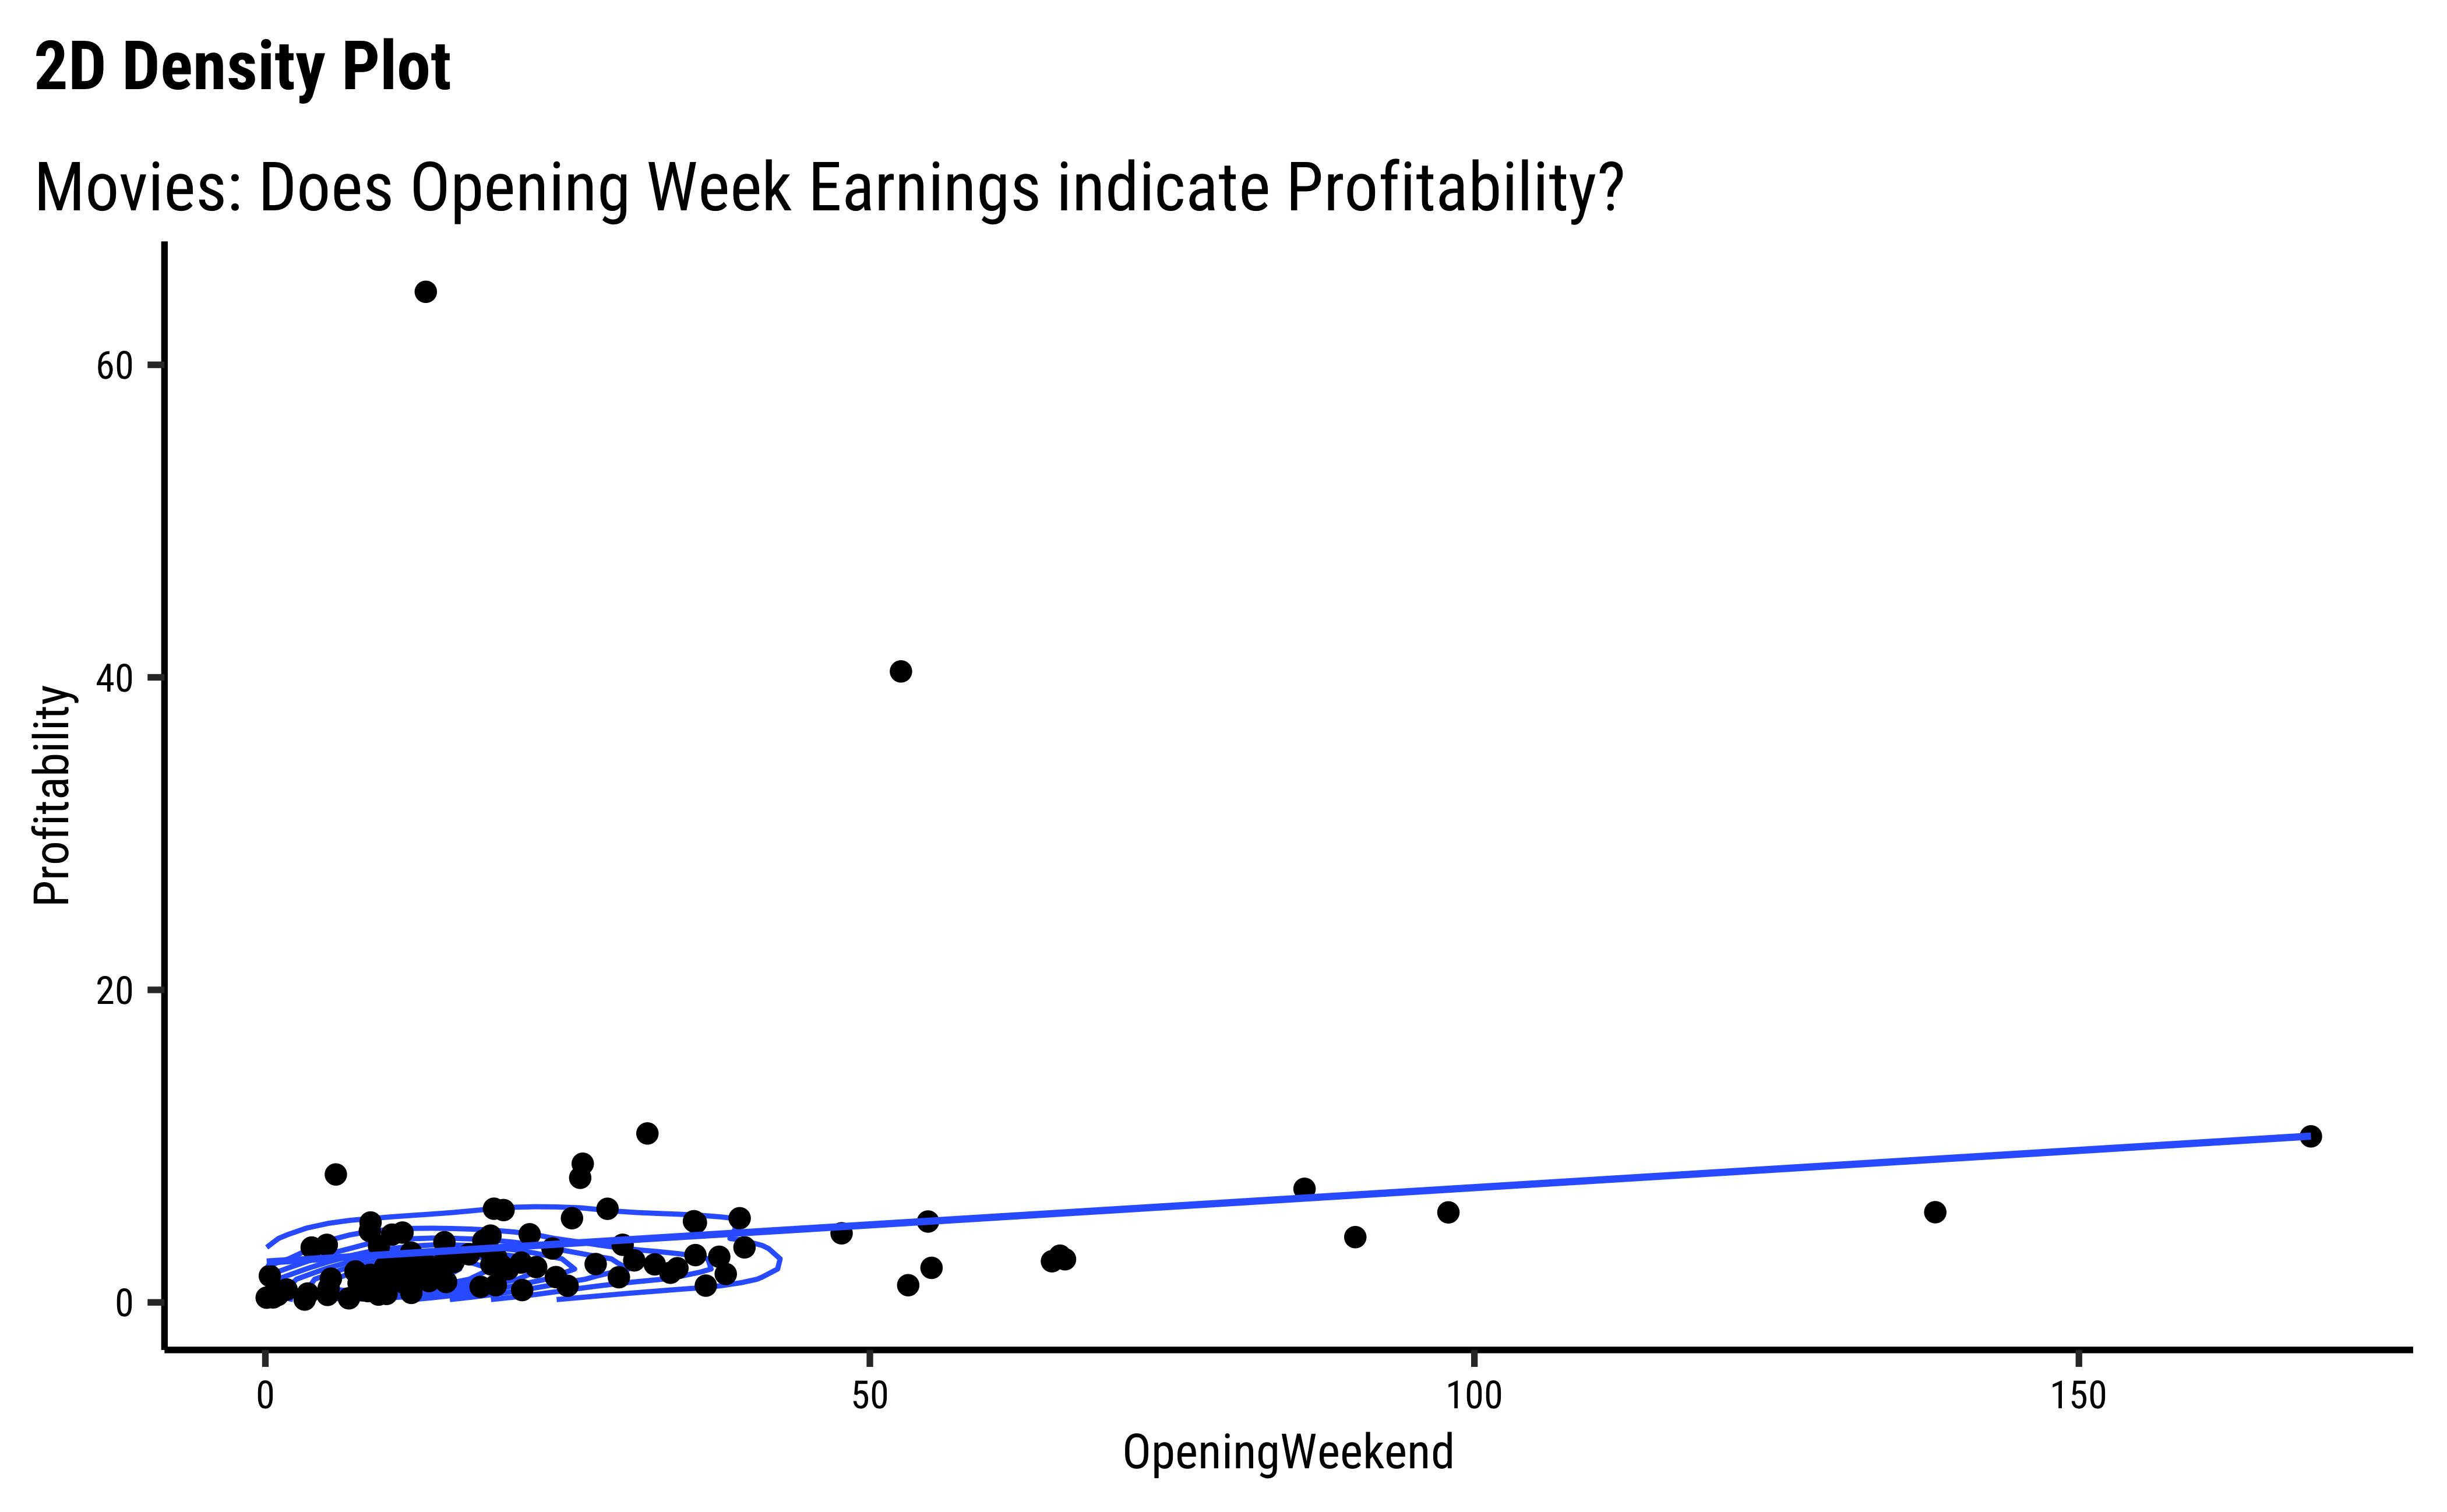 2D Density Plot
Movies: Does Opening Week Earnings indicate Profitability?
60
40
20
0
Profitability
0
50
100
150
OpeningWeekend